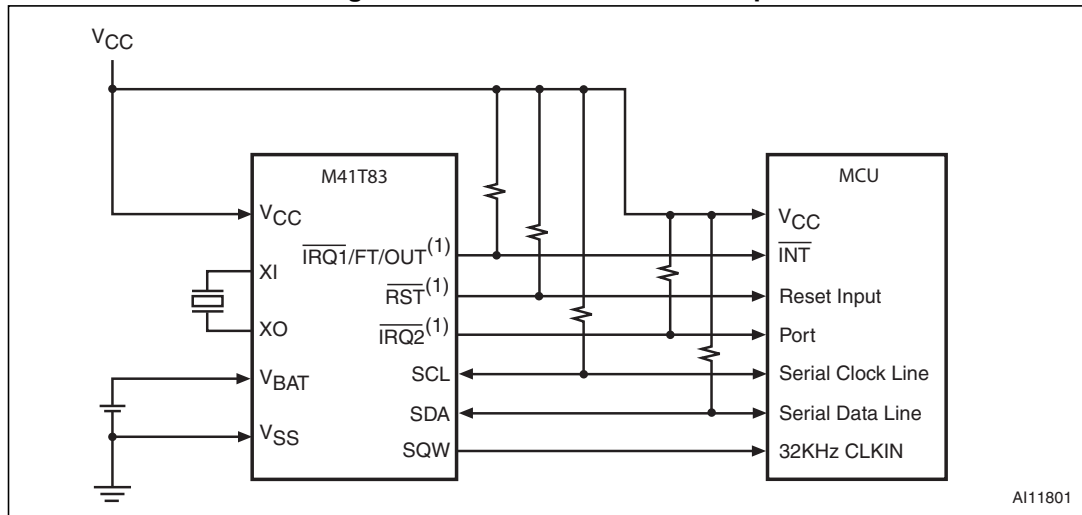 VCC
M41T83
MCU
VCC
VCC
IRQ1/FT/OUT(1)
INT
XI
RST(1)
Reset Input
XO
IRQ2(1)
Port
VBAT
SCL
Serial Clock Line
SDA
Serial Data Line
VSS
SQW
32KHz CLKIN
AI11801